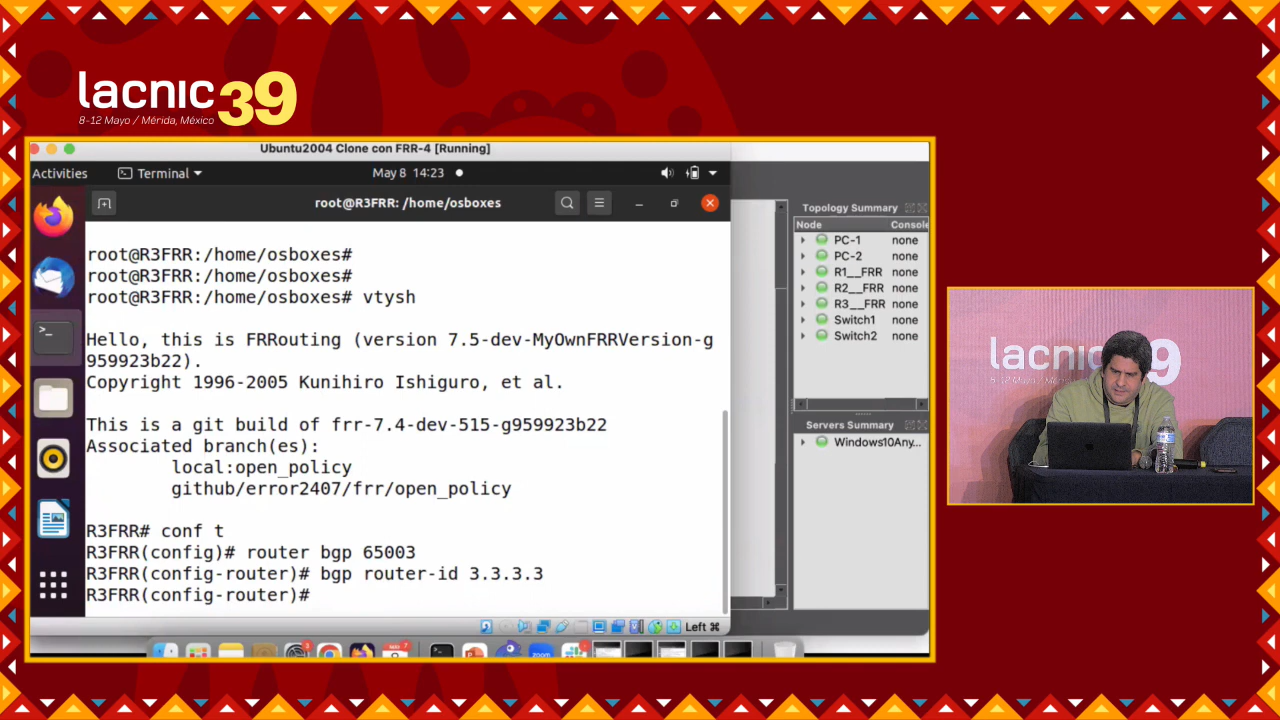 lacnic 39
8-12 Mayo / Mérida, México
Ubuntu2004 Clone con FRR-4 [Running]
Activities
Terminal
May 8 14:23
root@R3FRR: /home/osboxes
root@R3FRR:/home/osboxes#
root@R3FRR:/home/osboxes#
root@R3FRR:/home/osboxes# vtysh
Hello, this is FRRouting (version 7.5-dev-MyOwnFRRVersion-g
959923b22).
Copyright 1996-2005 Kunihiro Ishiguro, et al.
This is a git build of frr-7.4-dev-515-g959923b22
Associated branch(es):
local:open_policy
github/error2407/frr/open_policy
R3FRR# conf t
R3FRR(config)# router bgp 65003
R3FRR(config-router)# bgp router-id 3.3.3.3
R3FRR(config-router)#
Left ⌘
zoom
Topology Summary
Node Console
PC-1 none
PC-2 none
R1__FRR none
R2__FRR none
R3__FRR none
Switch1 none
Switch2 none
Servers Summary
Windows10Any...
lacnic 9